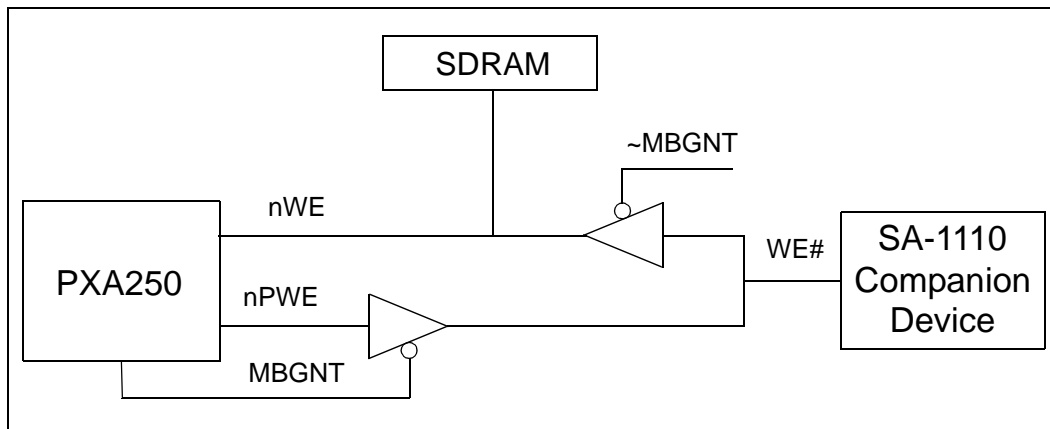 SDRAM
~MBGNT
nWE
PXA250
nPWE
MBGNT
WE#
SA-1110
Companion
Device